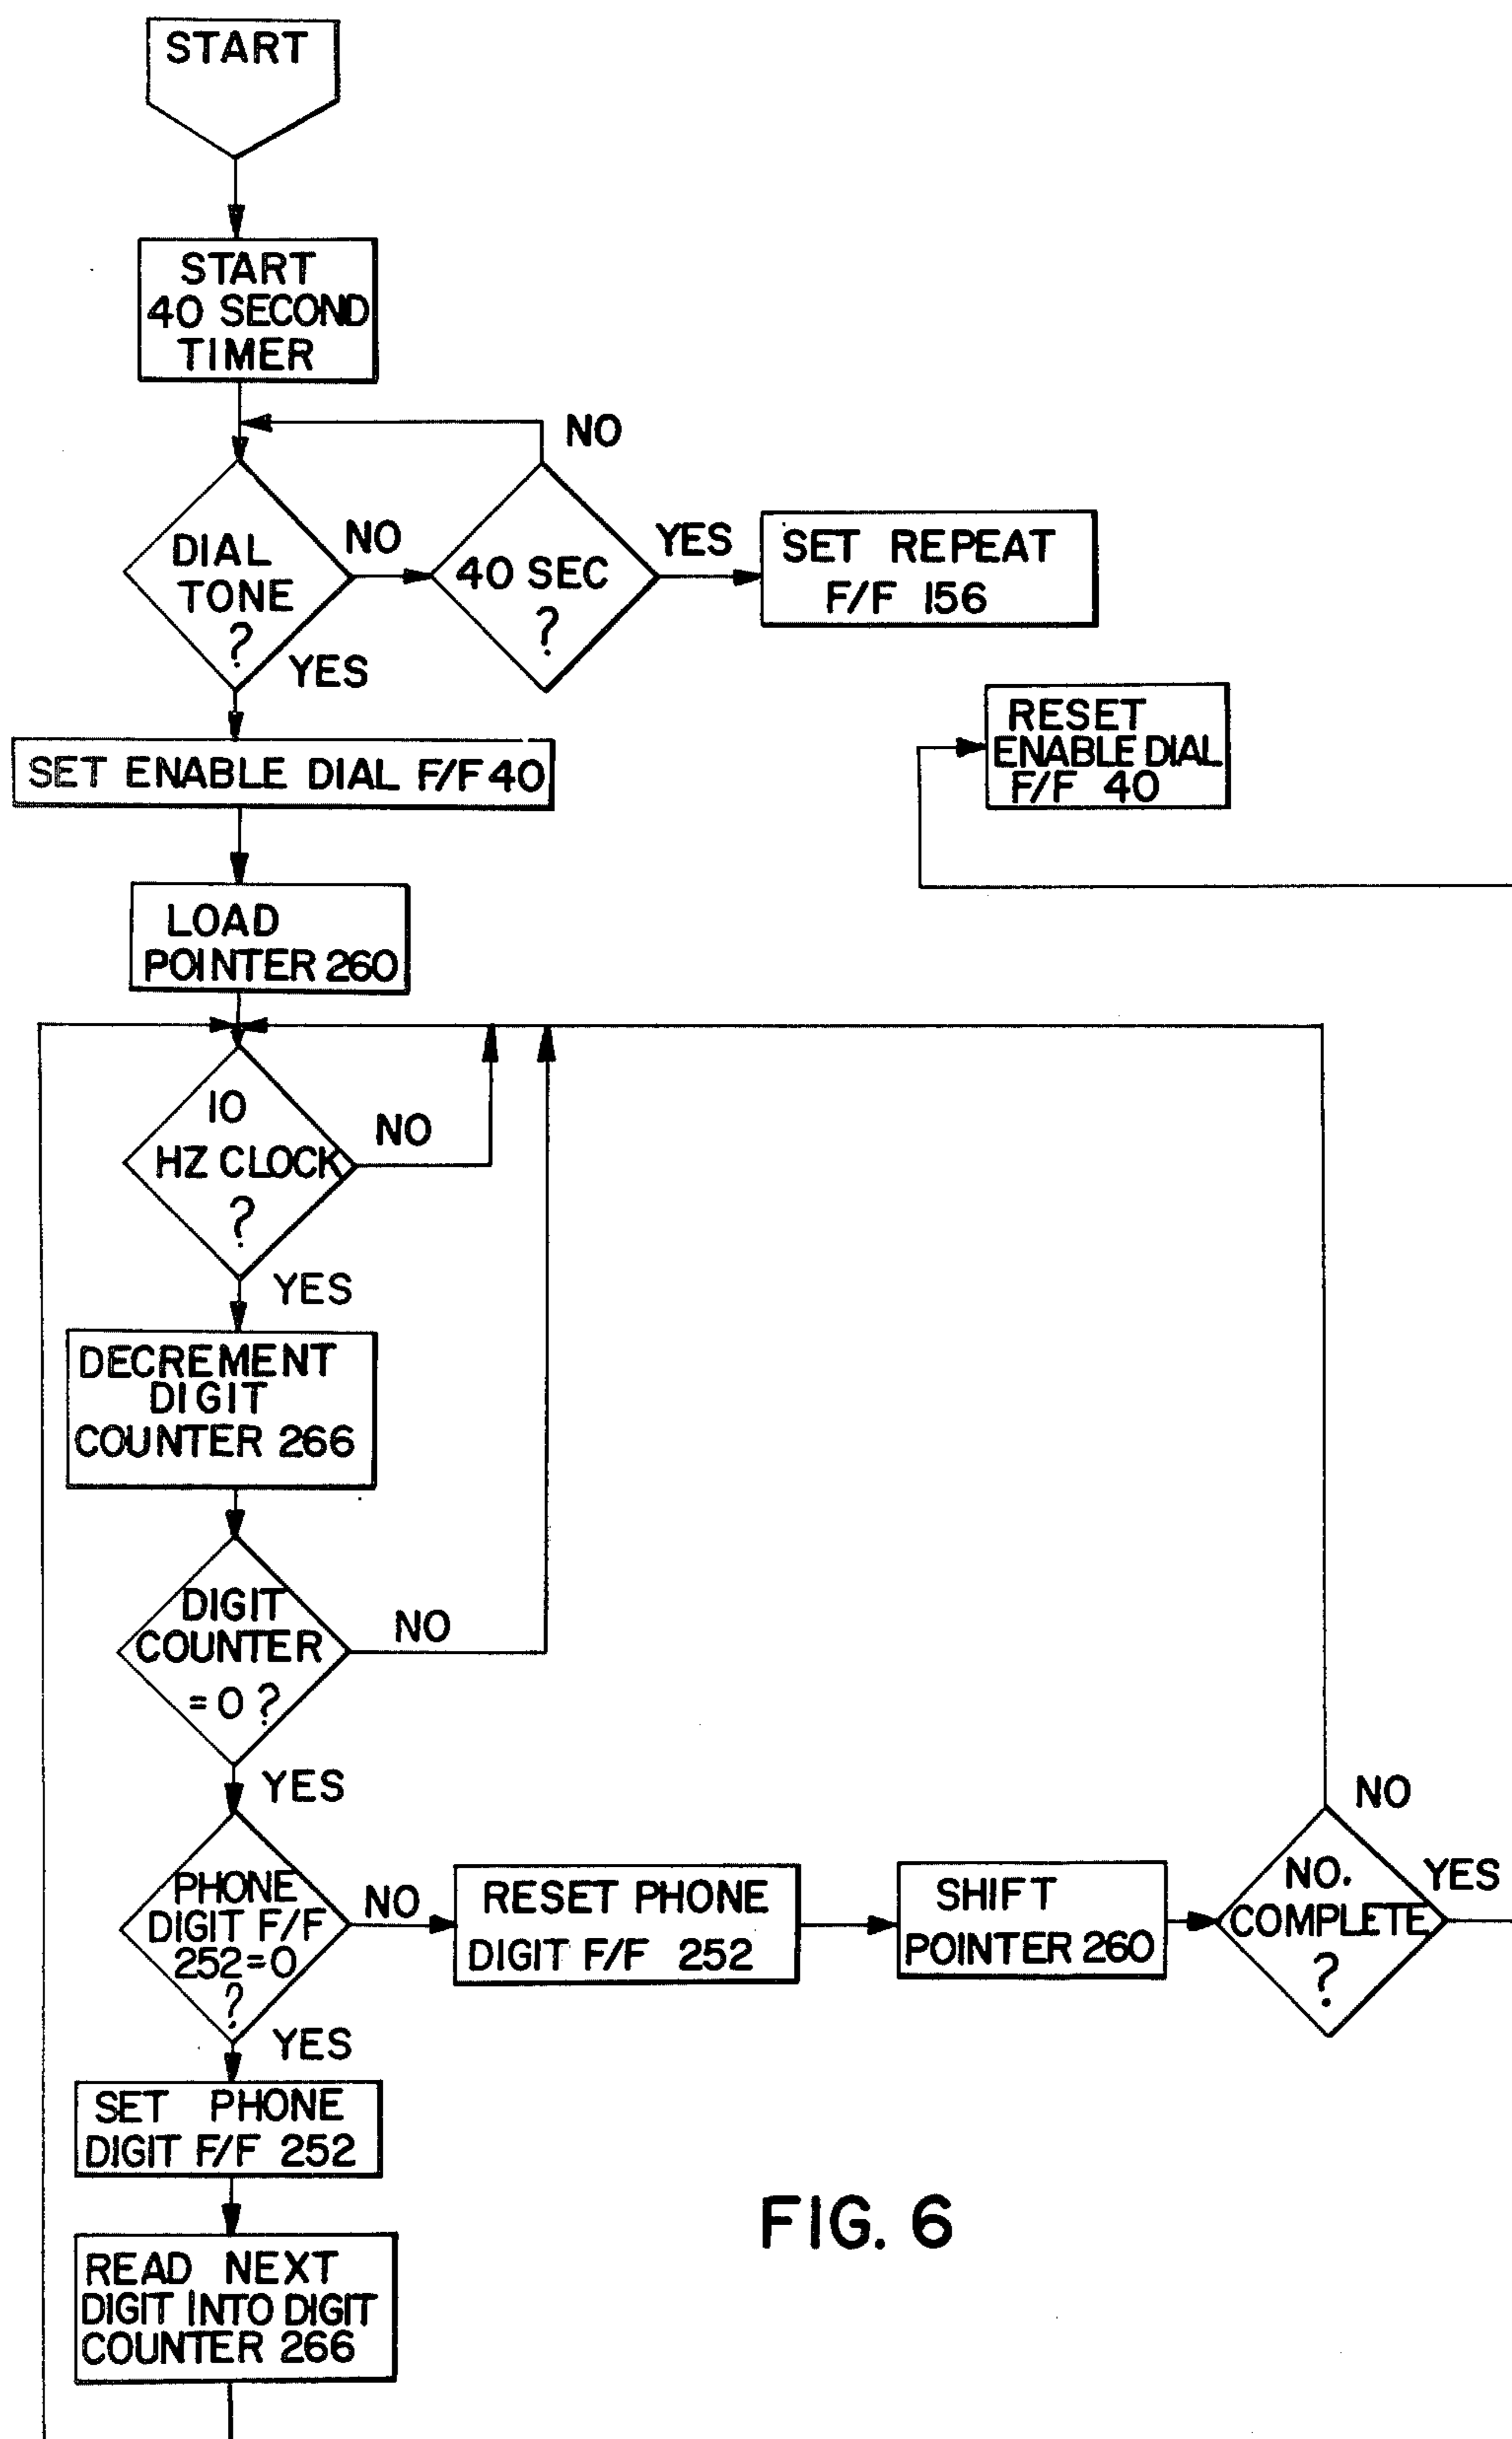 START
START
40 SECOND
TIMER
NO
DIAL
TONE
?
NO
40 SEC
?
YES
SET REPEAT
F/F 156
YES
SET ENABLE DIAL F/F 40
RESET
ENABLE DIAL
F/F 40
LOAD
POINTER 260
10
HZ CLOCK
?
NO
YES
DECREMENT
DIGIT
COUNTER 266
DIGIT
COUNTER
= 0 ?
NO
YES
PHONE
DIGIT F/F
252=0
?
NO
RESET PHONE
DIGIT F/F 252
SHIFT
POINTER 260
NO.
COMPLETE
?
NO
YES
YES
SET PHONE
DIGIT F/F 252
READ NEXT
DIGIT INTO DIGIT
COUNTER 266
FIG. 6